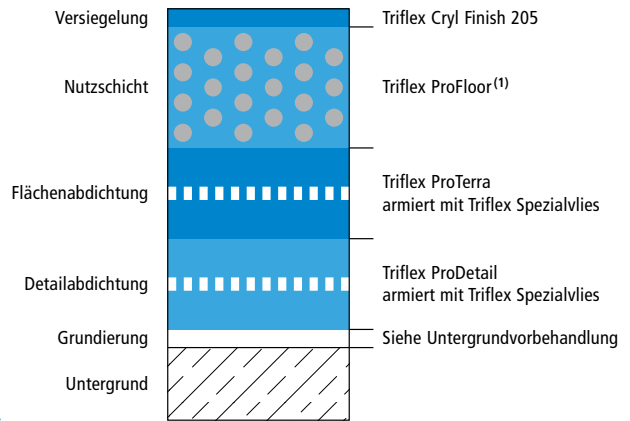 Versiegelung
Triflex Cryl Finish 205
Nutzschicht
Triflex ProFloor(1)
Flächenabdichtung
Triflex ProTerra
armiert mit Triflex Spezialvlies
Detailabdichtung
Triflex ProDetail
armiert mit Triflex Spezialvlies
Grundierung
Siehe Untergrundvorbehandlung
Untergrund